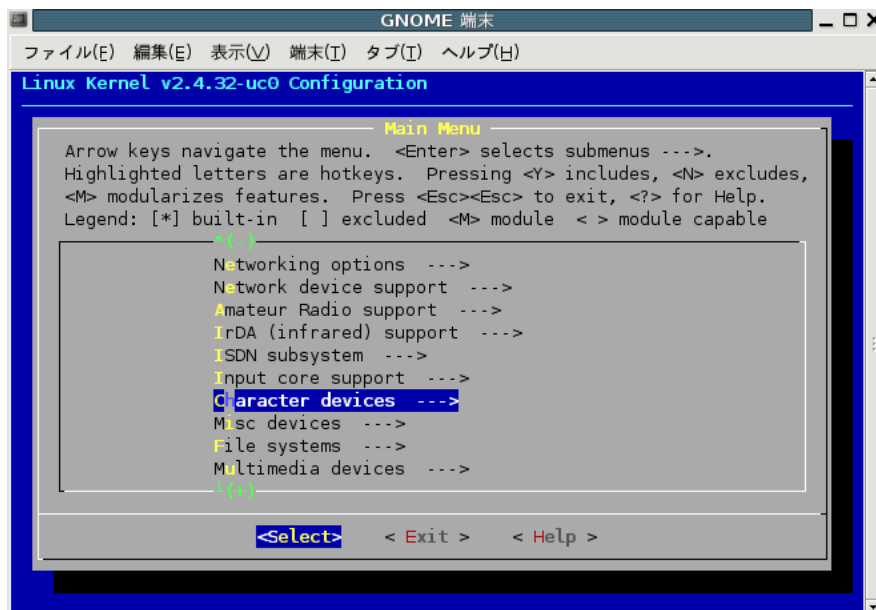 GNOME 端末
ファイル(F) 編集(E) 表示(V) 端末(T) タブ(T) ヘルプ(H)
Linux Kernel v2.4.32-uc0 Configuration
Main Menu
Arrow keys navigate the menu. <Enter> selects submenus --->.
Highlighted letters are hotkeys. Pressing <Y> includes, <N> excludes,
<M> modularizes features. Press <Esc><Esc> to exit, <?> for Help.
Legend: [*] built-in [ ] excluded <M> module < > module capable
^(-)
Networking options --->
Network device support --->
Amateur Radio support --->
IrDA (infrared) support --->
ISDN subsystem --->
Input core support --->
Character devices --->
Misc devices --->
File systems --->
Multimedia devices --->
┴(+)
<Select> < Exit > < Help >